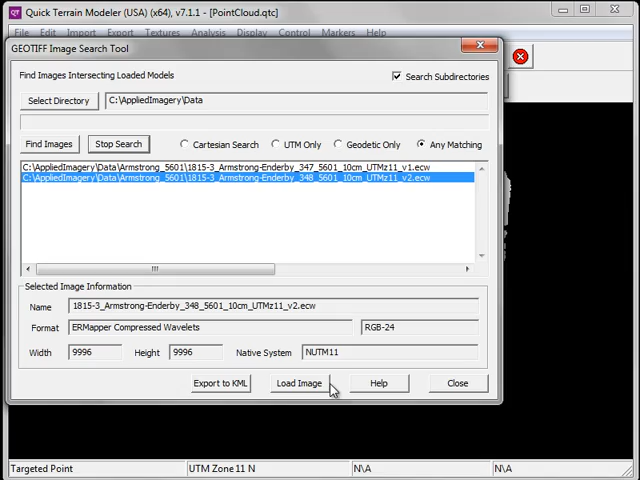 QT Quick Terrain Modeler (USA) (x64), v7.1.1 - [PointCloud.qtc]
File Edit Import Export Textures Analysis Display Control Markers Help
GEOTIFF Image Search Tool
Find Images Intersecting Loaded Models
Search Subdirectories
Select Directory C:\AppliedImagery\Data
Find Images Stop Search Cartesian Search UTM Only Geodetic Only Any Matching
C:\AppliedImagery\Data\Armstrong_5601\1815-3_Armstrong-Enderby_347_5601_10cm_UTMz11_v1.ecw
C:\AppliedImagery\Data\Armstrong_5601\1815-3_Armstrong-Enderby_348_5601_10cm_UTMz11_v2.ecw
Selected Image Information
Name 1815-3_Armstrong-Enderby_348_5601_10cm_UTMz11_v2.ecw
Format ERMapper Compressed Wavelets RGB-24
Width 9996 Height 9996 Native System NUTM11
Export to KML Load Image Help Close
Targeted Point UTM Zone 11 N N/A N/A